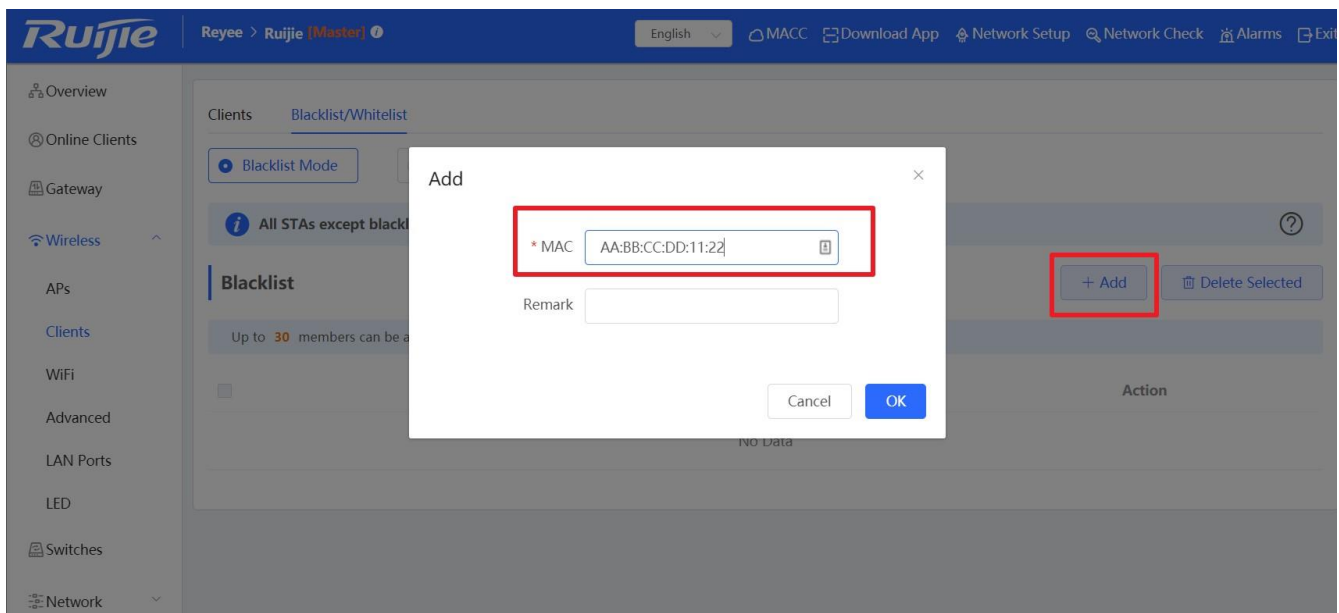 Ruijie
Reyee > Ruijie [Master]
English
MACC
Download App
Network Setup
Network Check
Alarms
Exit
Overview
Online Clients
Gateway
Wireless
APs
Clients
WiFi
Advanced
LAN Ports
LED
Switches
Network
Clients
Blacklist/Whitelist
Blacklist Mode
All STAs except blackl
Blacklist
+ Add
Delete Selected
Up to 30 members can be a
Action
No Data
Add
* MAC AA:BB:CC:DD:11:22
Remark
Cancel
OK